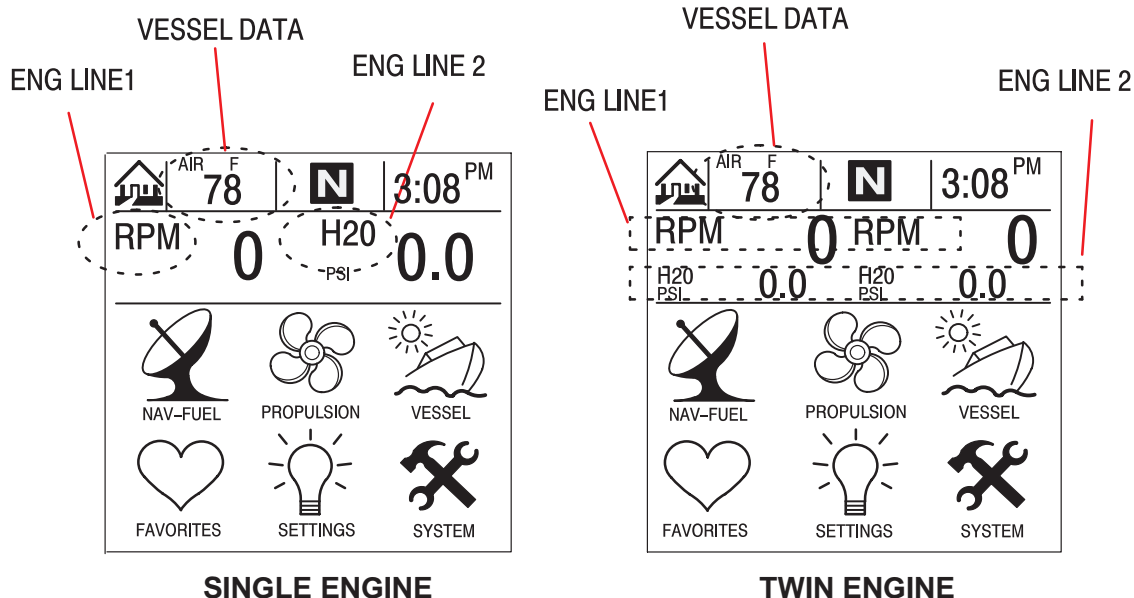 VESSEL DATA
ENG LINE1
ENG LINE 2
AIR F
78
N
3:08 PM
RPM 0 H20 PSI 0.0
NAV-FUEL PROPULSION VESSEL
FAVORITES SETTINGS SYSTEM
SINGLE ENGINE
VESSEL DATA
ENG LINE1
ENG LINE 2
AIR F
78
N
3:08 PM
RPM 0 RPM 0
H20 PSI 0.0 H20 PSI 0.0
NAV-FUEL PROPULSION VESSEL
FAVORITES SETTINGS SYSTEM
TWIN ENGINE